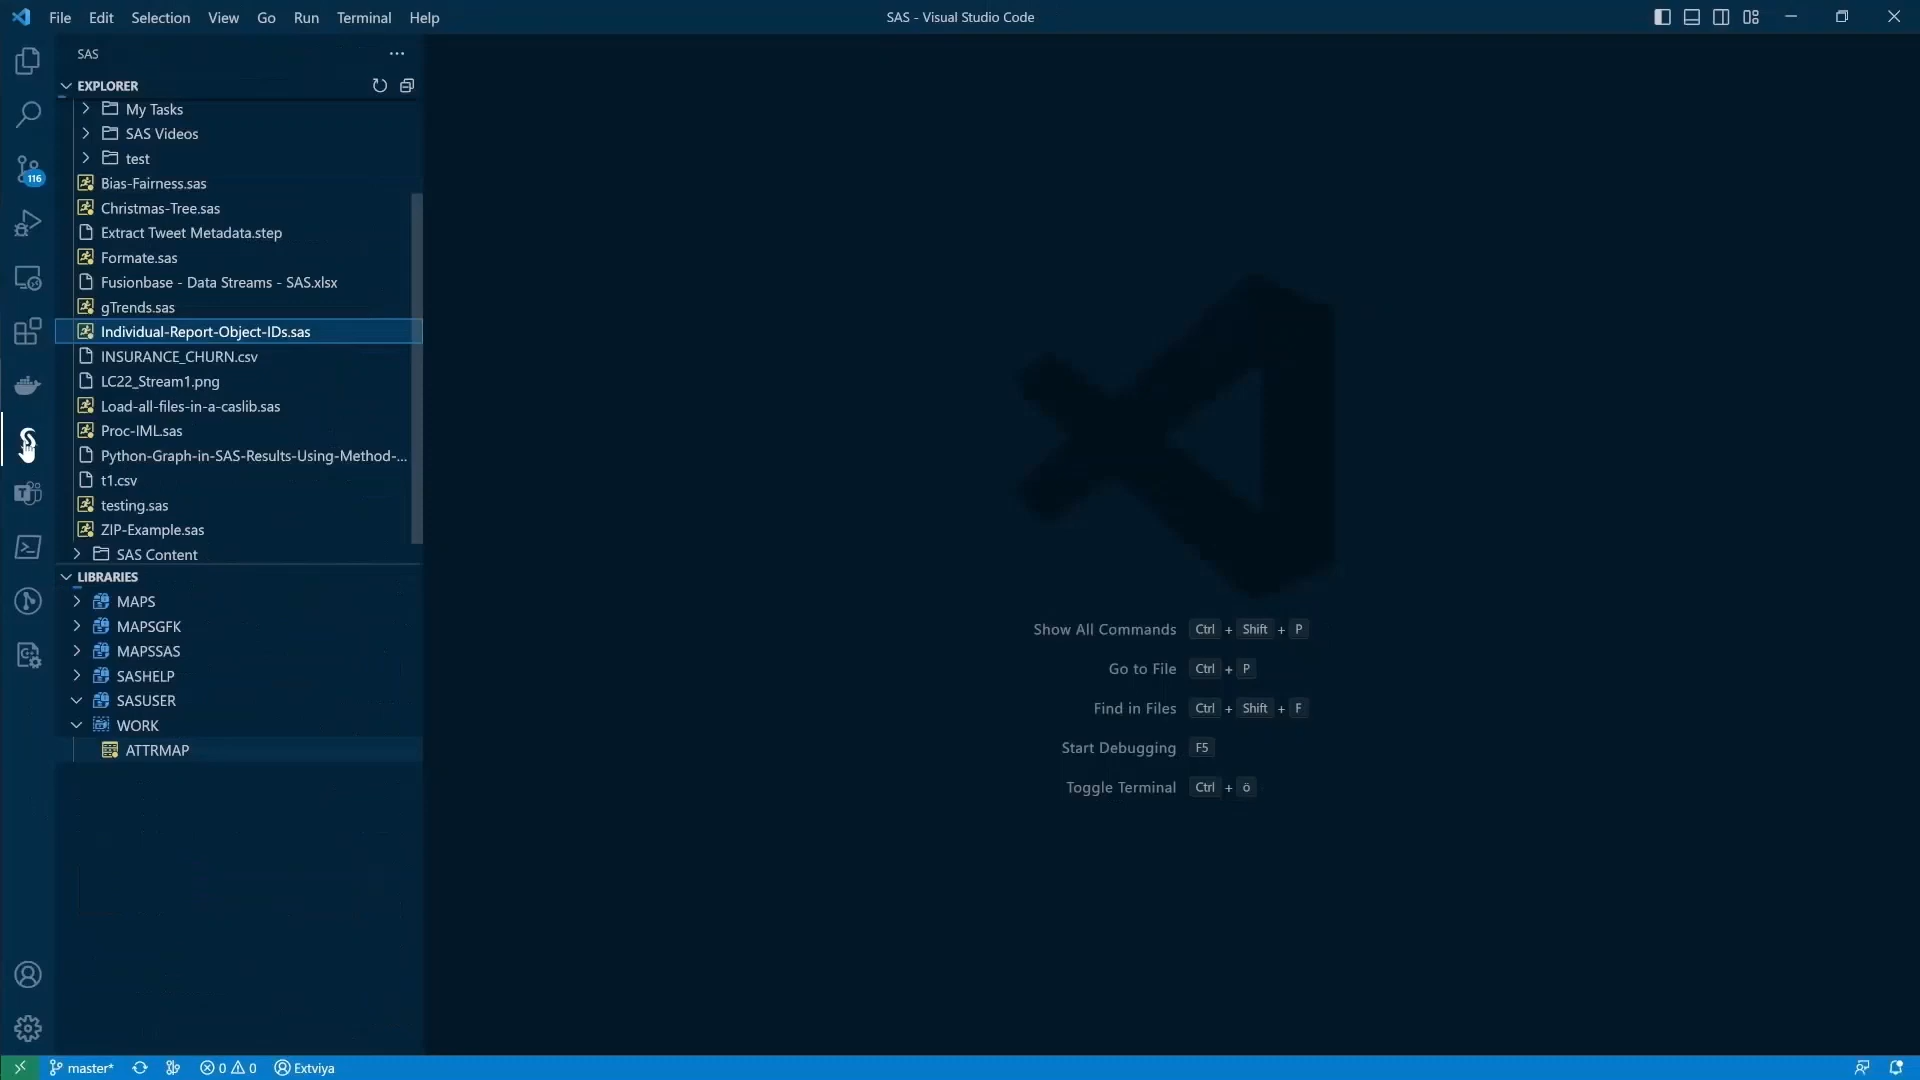 File Edit Selection View Go Run Terminal Help
SAS - Visual Studio Code
SAS
EXPLORER
My Tasks
SAS Videos
test
116
Bias-Fairness.sas
Christmas-Tree.sas
Extract Tweet Metadata.step
Formate.sas
Fusionbase - Data Streams - SAS.xlsx
gTrends.sas
Individual-Report-Object-IDs.sas
INSURANCE_CHURN.csv
LC22_Stream1.png
Load-all-files-in-a-caslib.sas
Proc-IML.sas
Python-Graph-in-SAS-Results-Using-Method-...
t1.csv
testing.sas
ZIP-Example.sas
SAS Content
LIBRARIES
MAPS
MAPSGFK
MAPSSAS
SASHELP
SASUSER
WORK
ATTRMAP
Show All Commands Ctrl + Shift + P
Go to File Ctrl + P
Find in Files Ctrl + Shift + F
Start Debugging F5
Toggle Terminal Ctrl + ö
master* 0 0 Extviya